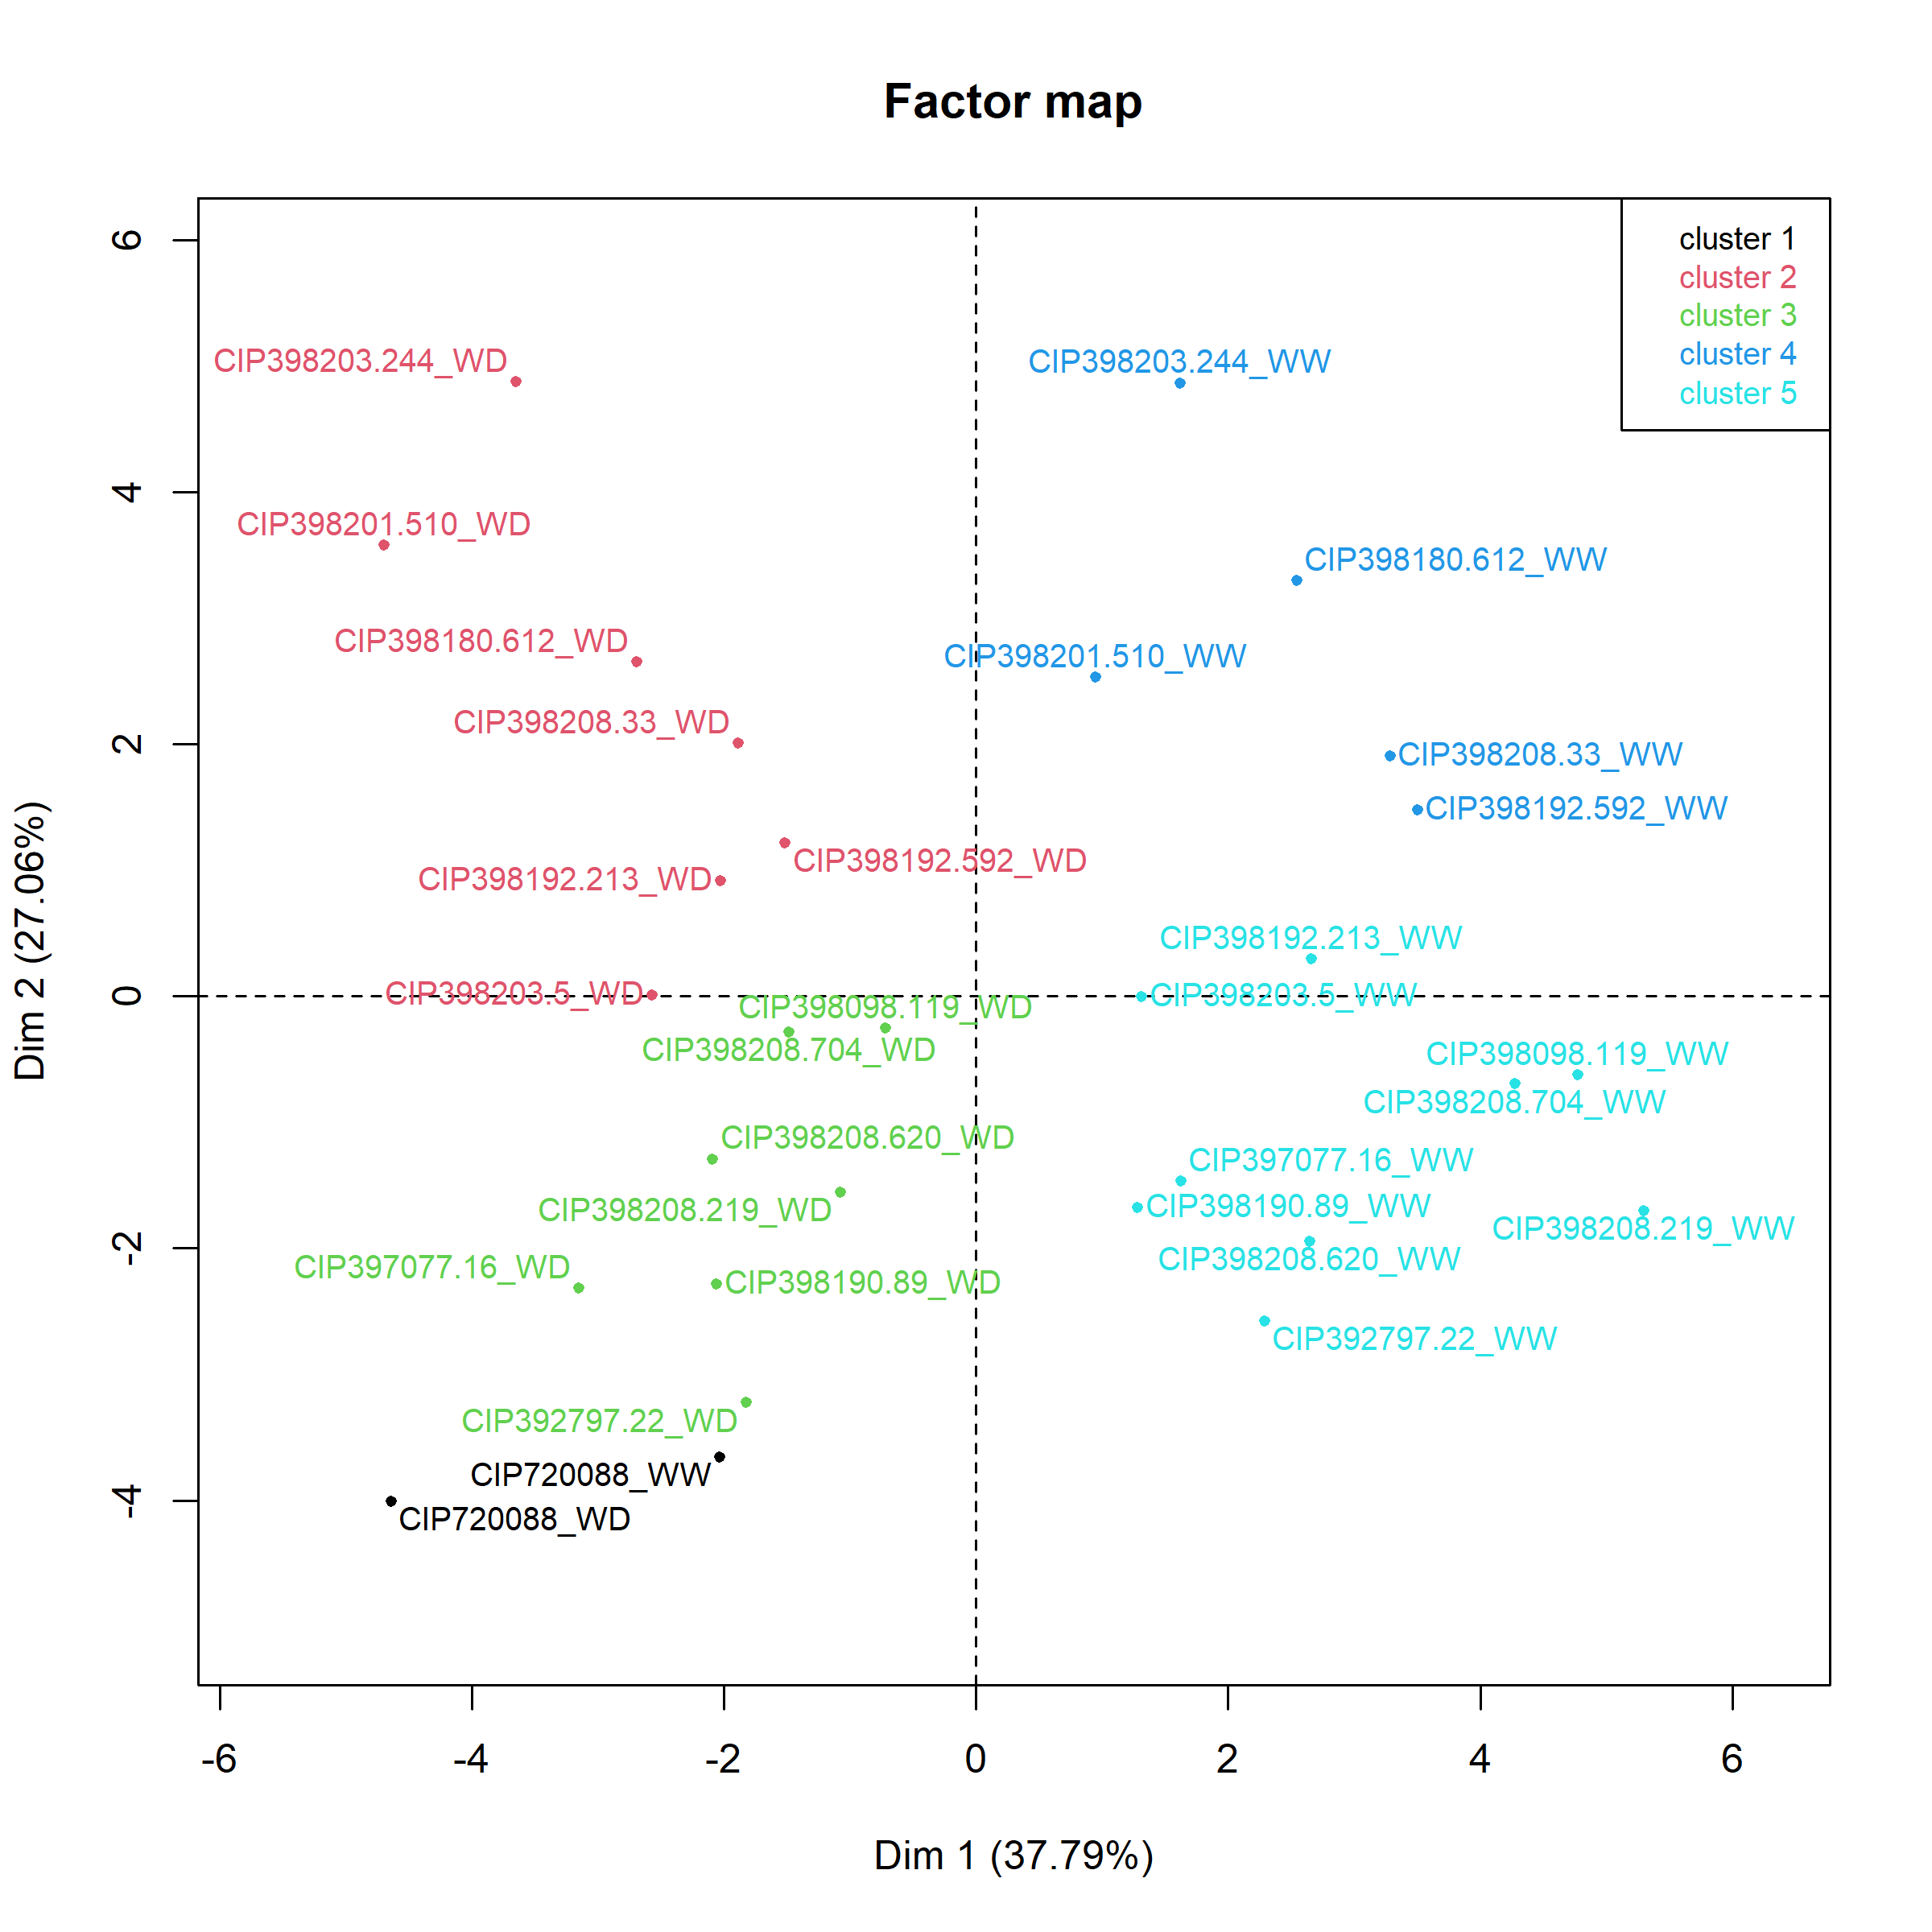 Factor map
cluster 1
cluster 2
cluster 3
cluster 4
cluster 5
CIP398203.244_WD
CIP398203.244_WW
CIP398201.510_WD
CIP398180.612_WW
CIP398180.612_WD
CIP398201.510_WW
CIP398208.33_WD
CIP398208.33_WW
CIP398192.592_WW
CIP398192.592_WD
CIP398192.213_WD
CIP398192.213_WW
CIP398203.5_WD
CIP398203.5_WW
CIP398098.119_WD
CIP398208.704_WD
CIP398098.119_WW
CIP398208.704_WW
CIP398208.620_WD
CIP397077.16_WW
CIP398208.219_WD
CIP398190.89_WW
CIP398208.219_WW
CIP398208.620_WW
CIP397077.16_WD
CIP398190.89_WD
CIP392797.22_WW
CIP392797.22_WD
CIP720088_WW
CIP720088_WD
6
4
2
0
-2
-4
Dim 2 (27.06%)
-6
-4
-2
0
2
4
6
Dim 1 (37.79%)